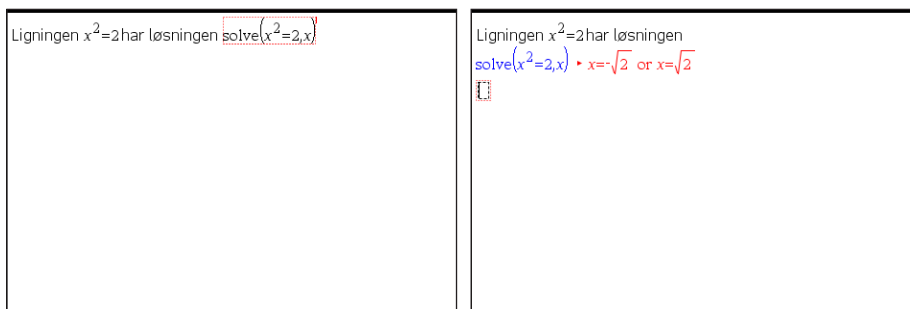 Ligningen x²=2 har løsningen solve(x²=2,x)
Ligningen x²=2 har løsningen
solve(x²=2,x) ▸ x=-√2 or x=√2